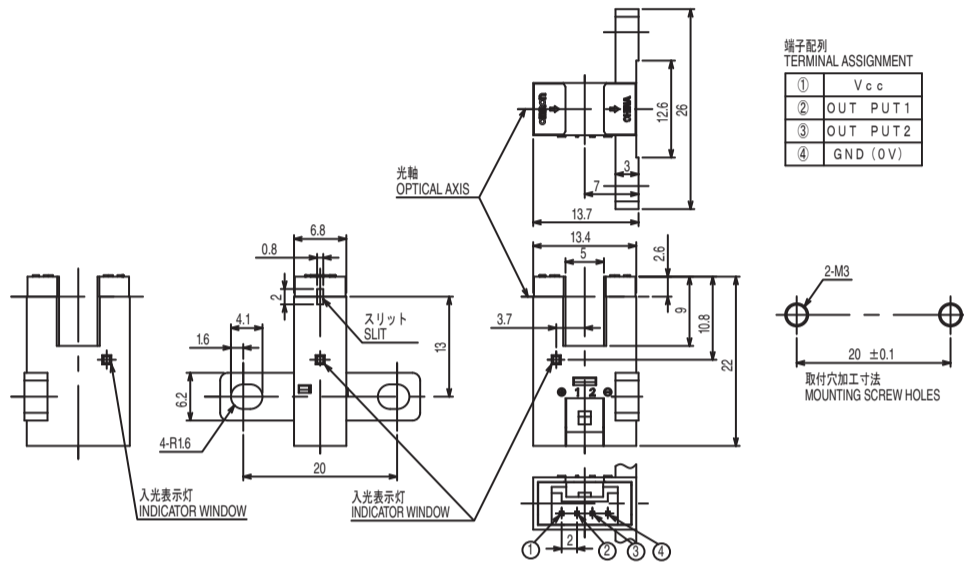 端子配列
TERMINAL ASSIGNMENT
① Vcc
② OUT PUT1
③ OUT PUT2
④ GND (0V)
OMRON
OMRON
12.6
26
3
7
13.7
光軸
OPTICAL AXIS
6.8
0.8
2
スリット
SLIT
4.1
1.6
6.2
13
4-R1.6
20
入光表示灯
INDICATOR WINDOW
入光表示灯
INDICATOR WINDOW
13.4
5
2.6
9
10.8
22
3.7
⊕ 1 2 ⊖
2-M3
20 ±0.1
取付穴加工寸法
MOUNTING SCREW HOLES
2
① ② ③ ④